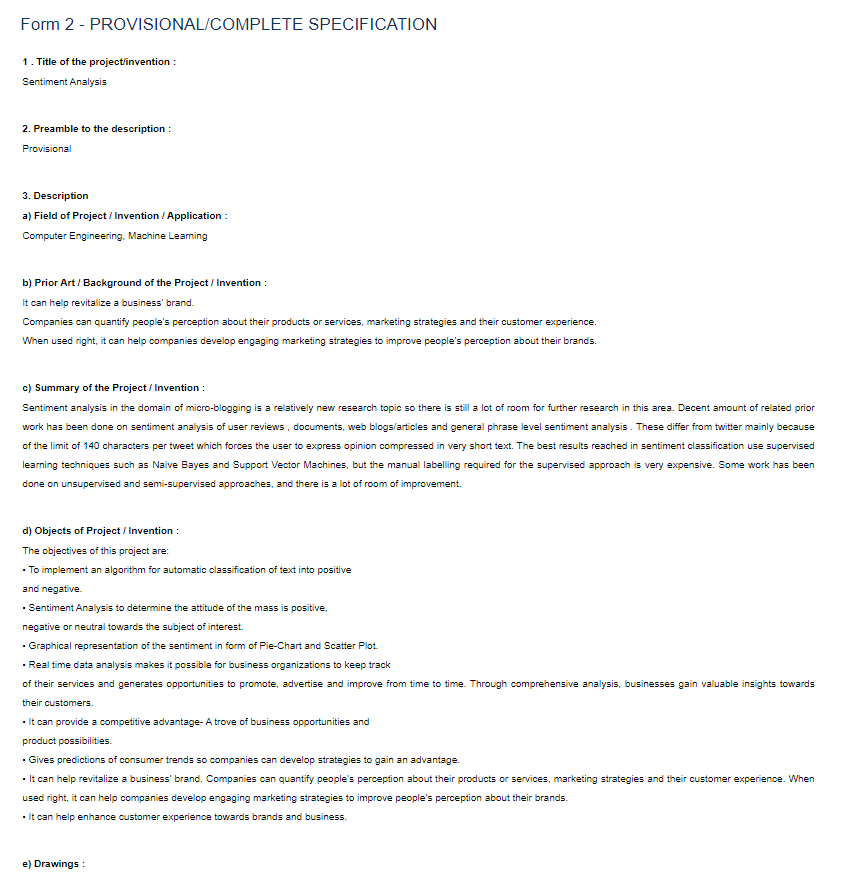 Form 2 - PROVISIONAL/COMPLETE SPECIFICATION
1 . Title of the project/invention :
Sentiment Analysis
2. Preamble to the description :
Provisional
3. Description
a) Field of Project / Invention / Application :
Computer Engineering, Machine Learning
b) Prior Art / Background of the Project / Invention :
It can help revitalize a business' brand.
Companies can quantify people's perception about their products or services, marketing strategies and their customer experience.
When used right, it can help companies develop engaging marketing strategies to improve people's perception about their brands.
c) Summary of the Project / Invention :
Sentiment analysis in the domain of micro-blogging is a relatively new research topic so there is still a lot of room for further research in this area. Decent amount of related prior
work has been done on sentiment analysis of user reviews , documents, web blogs/articles and general phrase level sentiment analysis . These differ from twitter mainly because
of the limit of 140 characters per tweet which forces the user to express opinion compressed in very short text. The best results reached in sentiment classification use supervised
learning techniques such as Naive Bayes and Support Vector Machines, but the manual labelling required for the supervised approach is very expensive. Some work has been
done on unsupervised and semi-supervised approaches, and there is a lot of room of improvement.
d) Objects of Project / Invention :
The objectives of this project are:
• To implement an algorithm for automatic classification of text into positive
and negative.
• Sentiment Analysis to determine the attitude of the mass is positive,
negative or neutral towards the subject of interest.
• Graphical representation of the sentiment in form of Pie-Chart and Scatter Plot.
• Real time data analysis makes it possible for business organizations to keep track
of their services and generates opportunities to promote, advertise and improve from time to time. Through comprehensive analysis, businesses gain valuable insights towards
their customers.
• It can provide a competitive advantage- A trove of business opportunities and
product possibilities.
• Gives predictions of consumer trends so companies can develop strategies to gain an advantage.
• It can help revitalize a business' brand. Companies can quantify people's perception about their products or services, marketing strategies and their customer experience. When
used right, it can help companies develop engaging marketing strategies to improve people's perception about their brands.
• It can help enhance customer experience towards brands and business.
e) Drawings :